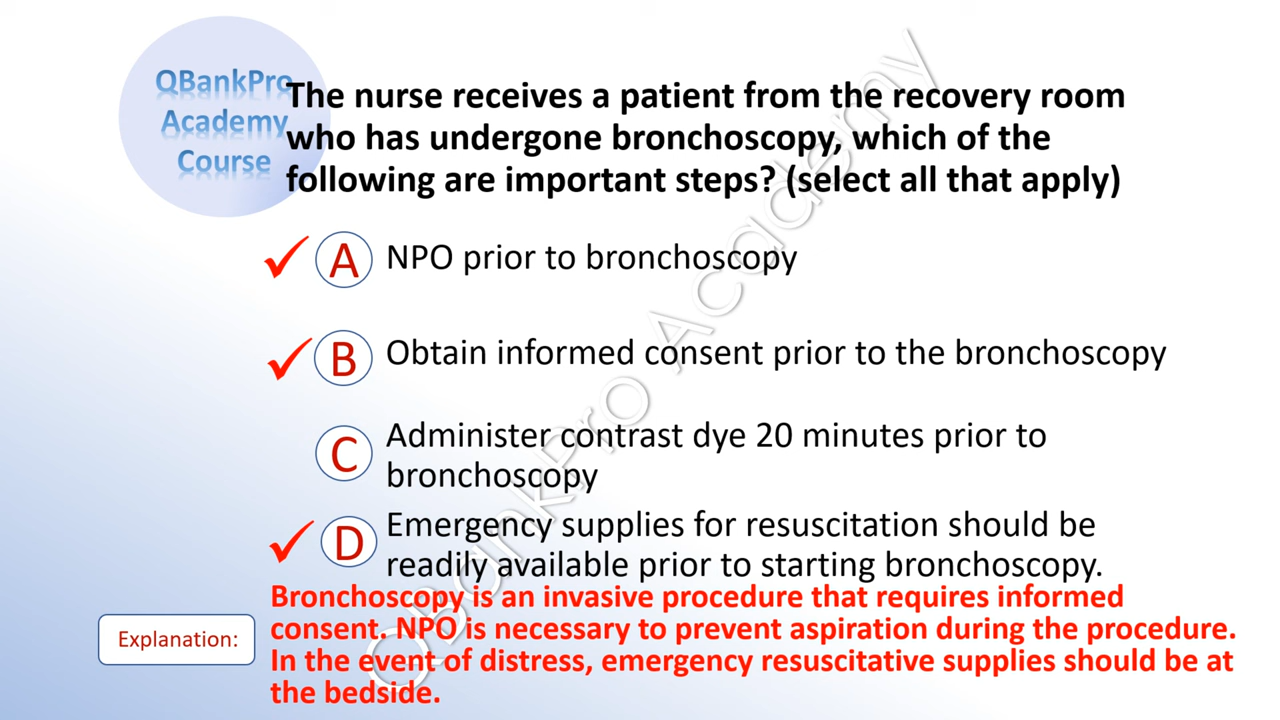 QBankPro
Academy
Course
The nurse receives a patient from the recovery room
who has undergone bronchoscopy, which of the
following are important steps? (select all that apply)
A NPO prior to bronchoscopy
B Obtain informed consent prior to the bronchoscopy
C Administer contrast dye 20 minutes prior to
bronchoscopy
D Emergency supplies for resuscitation should be
readily available prior to starting bronchoscopy.
Explanation:
Bronchoscopy is an invasive procedure that requires informed
consent. NPO is necessary to prevent aspiration during the procedure.
In the event of distress, emergency resuscitative supplies should be at
the bedside.
QBankPro Academy